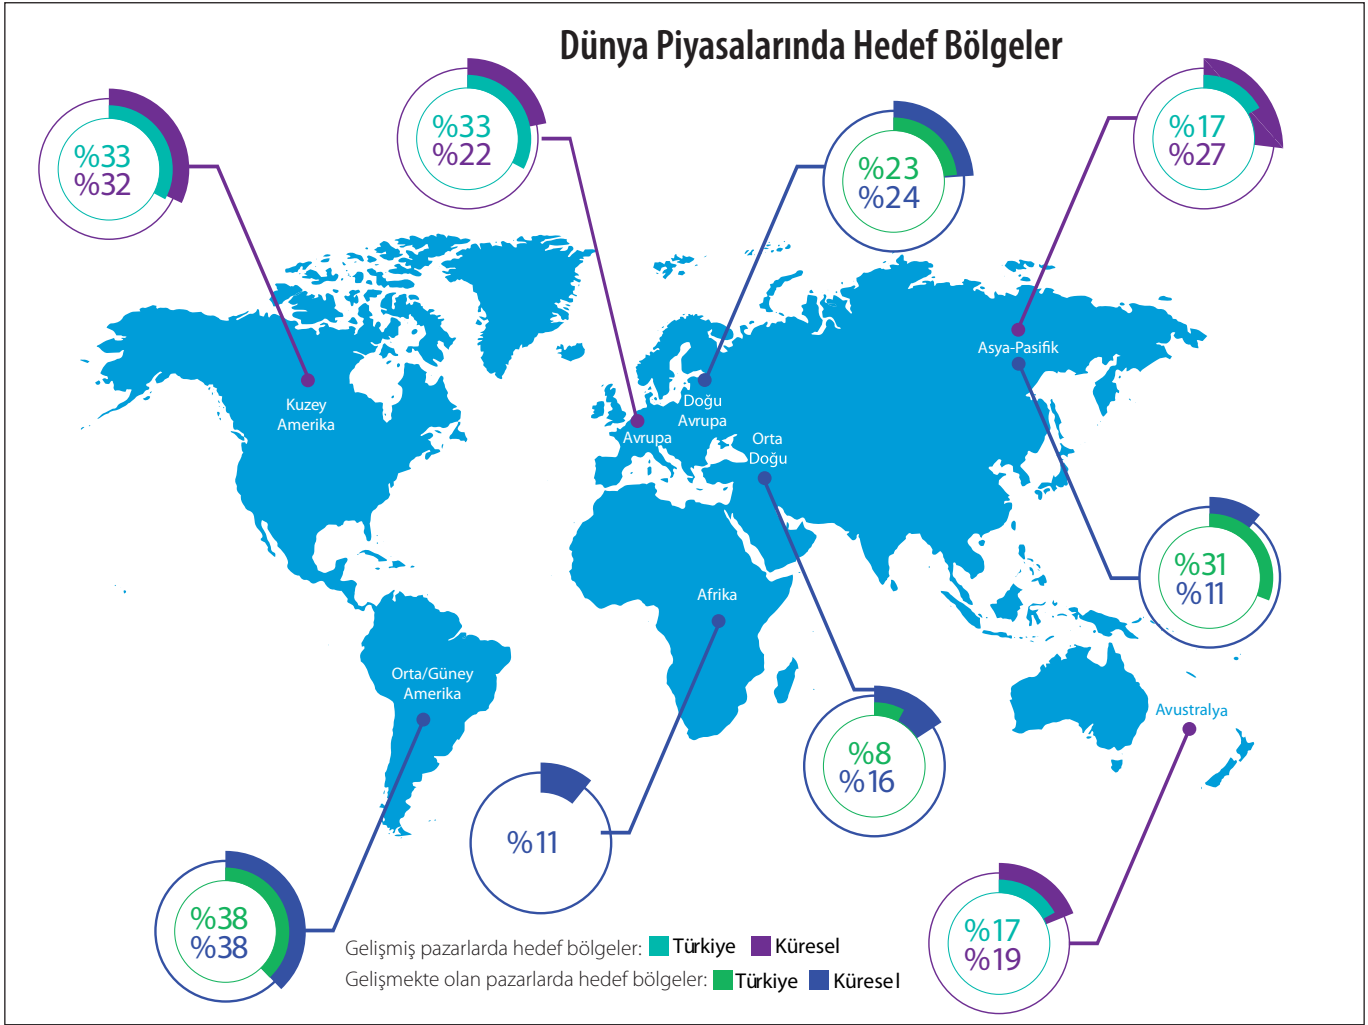 Dünya Piyasalarında Hedef Bölgeler
%33
%32
%33
%22
%23
%24
%17
%27
Asya-Pasifik
Kuzey
Amerika
Doğu
Avrupa
Avrupa
Orta
Doğu
%31
%11
Afrika
Orta/Güney
Amerika
Avustralya
%8
%16
%11
%38
%38
%17
%19
Gelişmiş pazarlarda hedef bölgeler: Türkiye Küresel
Gelişmekte olan pazarlarda hedef bölgeler: Türkiye Küresel